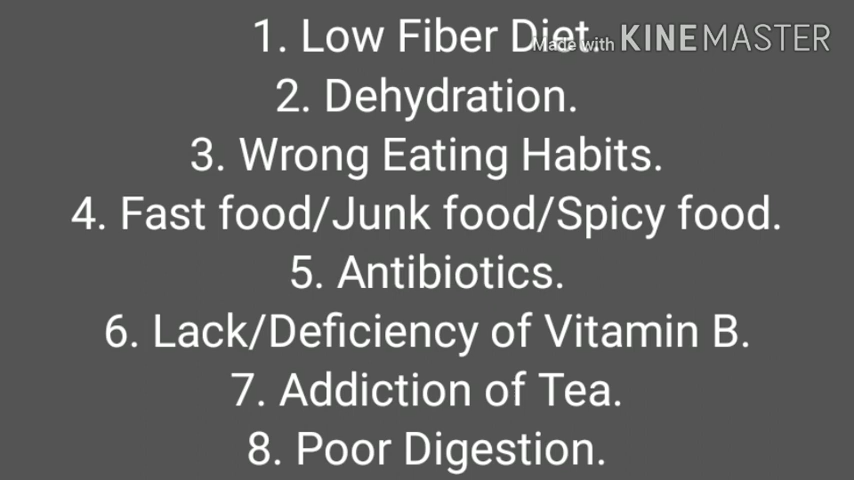 1. Low Fiber Diet.
Made with KINEMASTER
2. Dehydration.
3. Wrong Eating Habits.
4. Fast food/Junk food/Spicy food.
5. Antibiotics.
6. Lack/Deficiency of Vitamin B.
7. Addiction of Tea.
8. Poor Digestion.